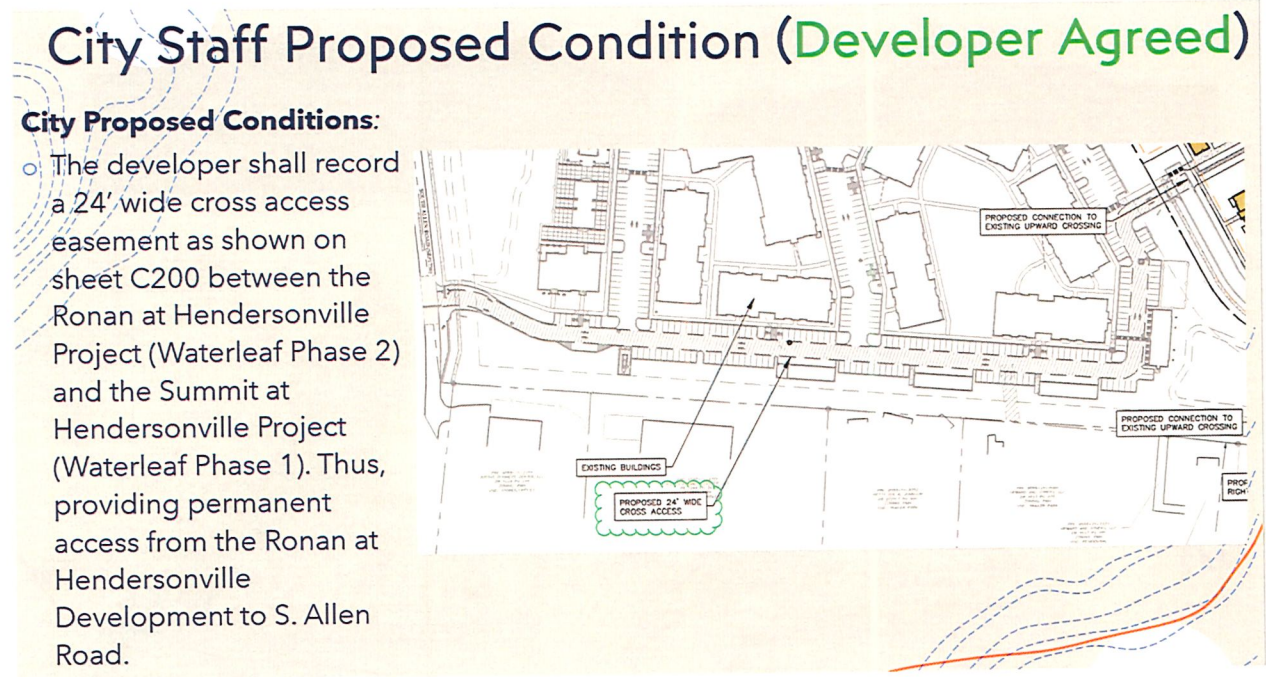 City Staff Proposed Condition (Developer Agreed)
City Proposed Conditions:
The developer shall record
a 24' wide cross access
easement as shown on
sheet C200 between the
Ronan at Hendersonville
Project (Waterleaf Phase 2)
and the Summit at
Hendersonville Project
(Waterleaf Phase 1). Thus,
providing permanent
access from the Ronan at
Hendersonville
Development to S. Allen
Road.
PROPOSED CONNECTION TO
EXISTING UPWARD CROSSING
PROPOSED CONNECTION TO
EXISTING UPWARD CROSSING
EXISTING BUILDINGS
PROPOSED 24' WIDE
CROSS ACCESS
PROP
RIGH